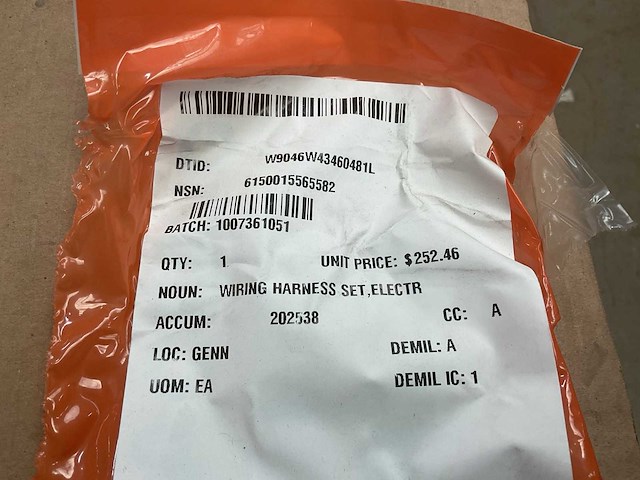 DTID: W9046W43460481L
NSN: 6150015565582
BATCH: 1007361051
QTY: 1 UNIT PRICE: $252.46
NOUN: WIRING HARNESS SET,ELECTR
ACCUM: 202538 CC: A
LOC: GENN DEMIL: A
UOM: EA DEMIL IC: 1